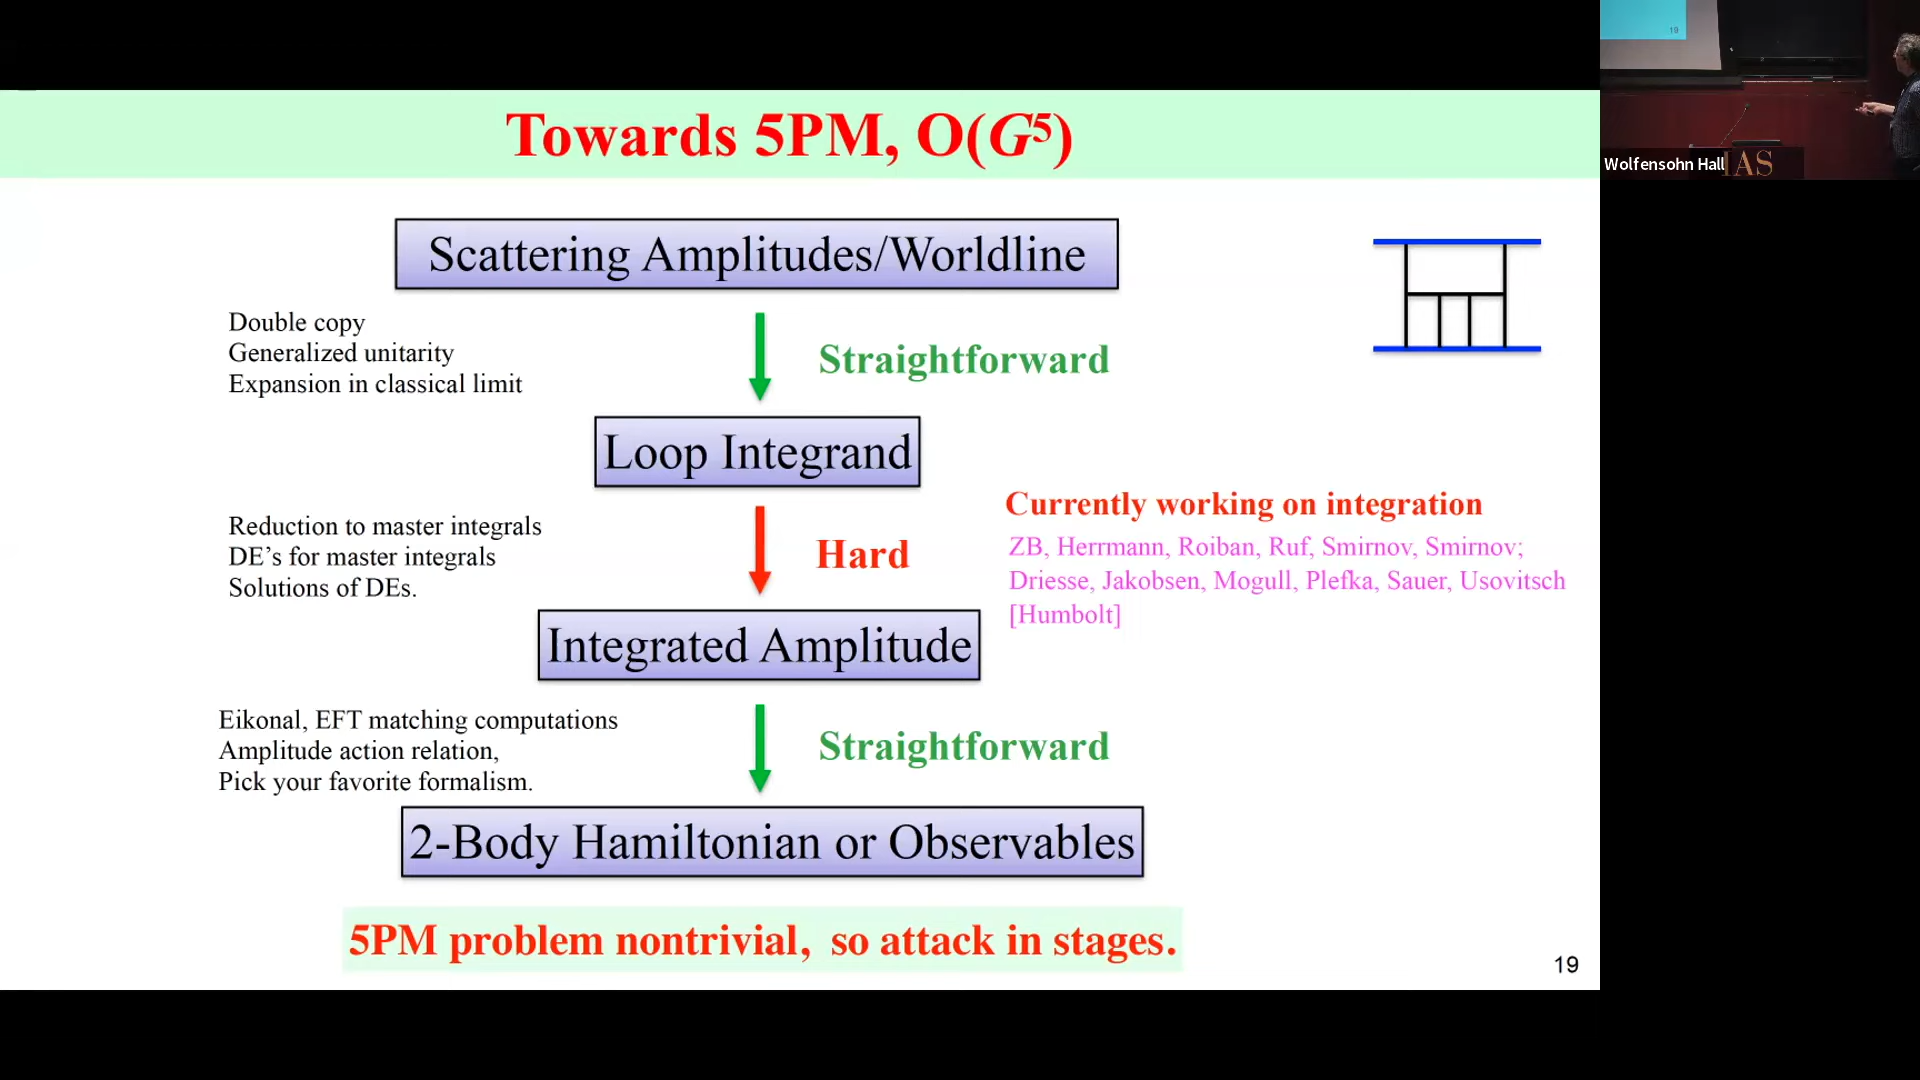 Towards 5PM, O(G⁵)
Scattering Amplitudes/Worldline
Double copy
Generalized unitarity
Expansion in classical limit
Straightforward
Loop Integrand
Reduction to master integrals
DE's for master integrals
Solutions of DEs.
Hard
Currently working on integration
ZB, Herrmann, Roiban, Ruf, Smirnov, Smirnov;
Driesse, Jakobsen, Mogull, Plefka, Sauer, Usovitsch
[Humbolt]
Integrated Amplitude
Eikonal, EFT matching computations
Amplitude action relation,
Pick your favorite formalism.
Straightforward
2-Body Hamiltonian or Observables
5PM problem nontrivial, so attack in stages.
19
19
Wolfensohn Hall
IAS